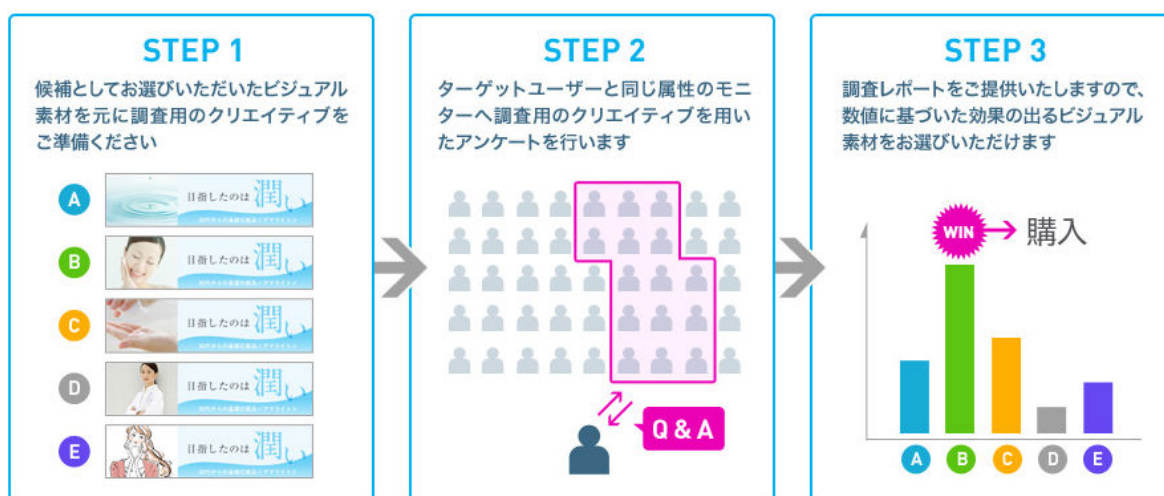 STEP 1
候補としてお選びいただいたビジュアル
素材を元に調査用のクリエイティブを
ご準備ください
A
目指したのは 潤い
B
目指したのは 潤い
C
目指したのは 潤い
D
目指したのは 潤い
E
目指したのは 潤い
STEP 2
ターゲットユーザーと同じ属性のモニ
ターへ調査用のクリエイティブを用い
たアンケートを行います
Q & A
STEP 3
調査レポートをご提供いたしますので、
数値に基づいた効果の出るビジュアル
素材をお選びいただけます
WIN 購入
A B C D E